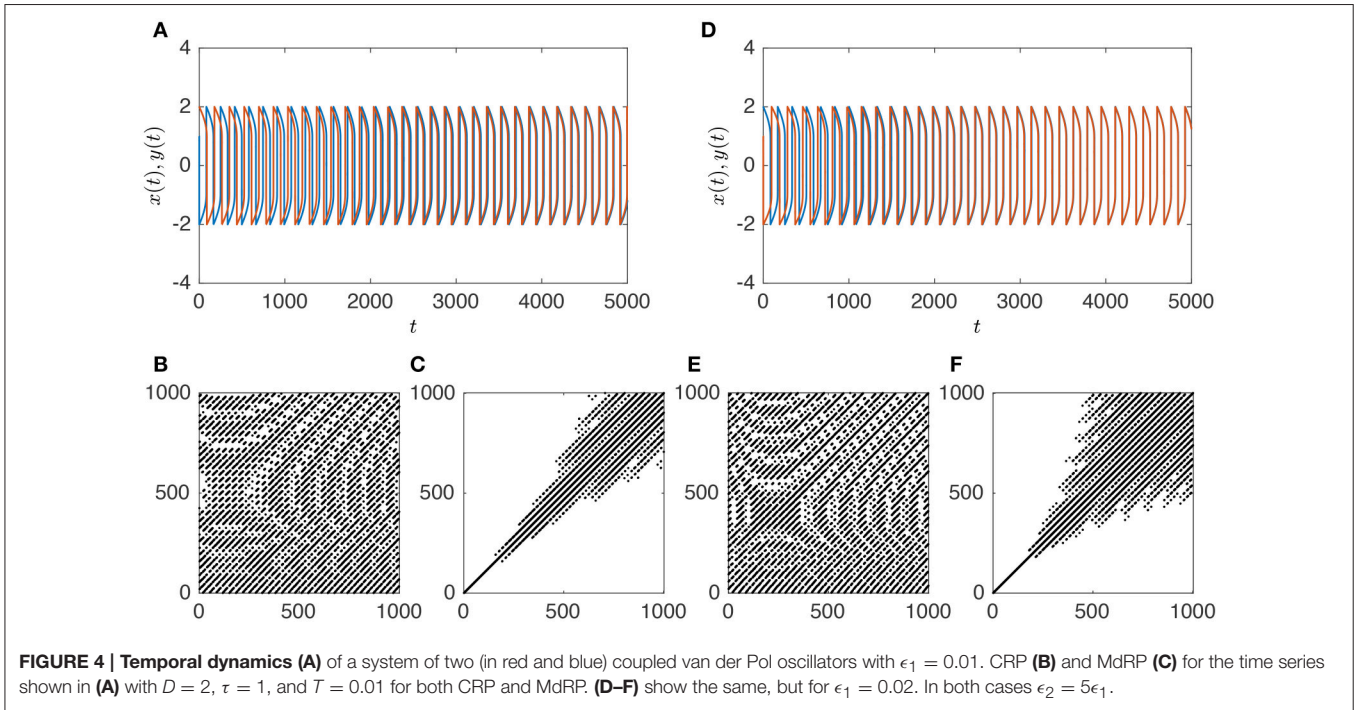 A
D
4
2
0
-2
-4
x(t), y(t)
0 1000 2000 3000 4000 5000
t
4
2
0
-2
-4
x(t), y(t)
0 1000 2000 3000 4000 5000
t
B
C
E
F
1000
500
0
0 500 1000
1000
500
0
0 500 1000
1000
500
0
0 500 1000
1000
500
0
0 500 1000
FIGURE 4 | Temporal dynamics (A) of a system of two (in red and blue) coupled van der Pol oscillators with ϵ₁ = 0.01. CRP (B) and MdRP (C) for the time series
shown in (A) with D = 2, τ = 1, and T = 0.01 for both CRP and MdRP. (D–F) show the same, but for ϵ₁ = 0.02. In both cases ϵ₂ = 5ϵ₁.